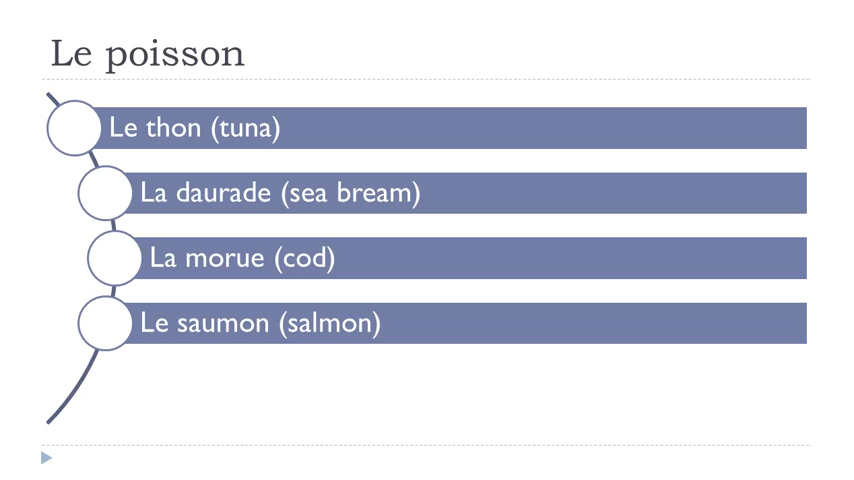 Le poisson
Le thon (tuna)
La daurade (sea bream)
La morue (cod)
Le saumon (salmon)